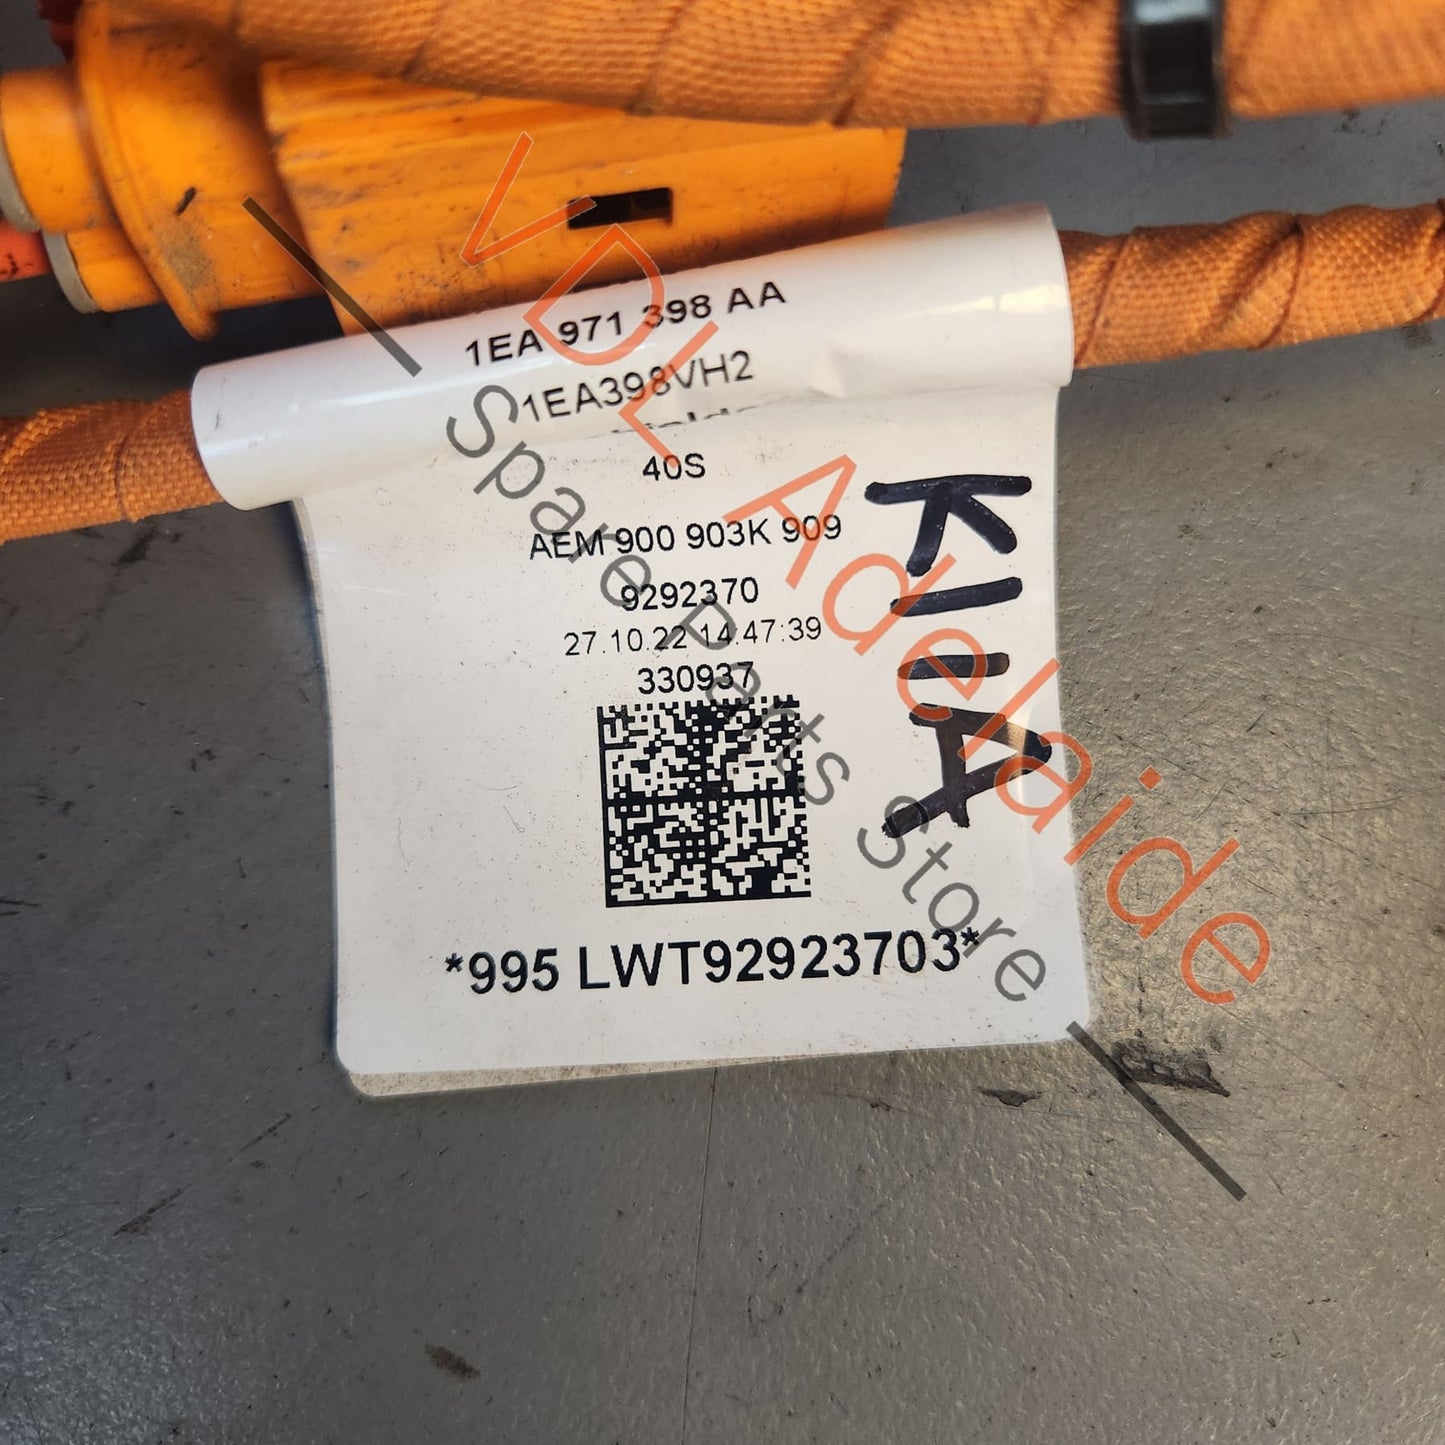 1EA 971 398 AA
1EA398VH2
40S
AEM 900 903K 909
9292370
27.10.22 14:47:39
330937
*995 LWT92923703*
K11A
VDL Adelaide
Spare Parts Store